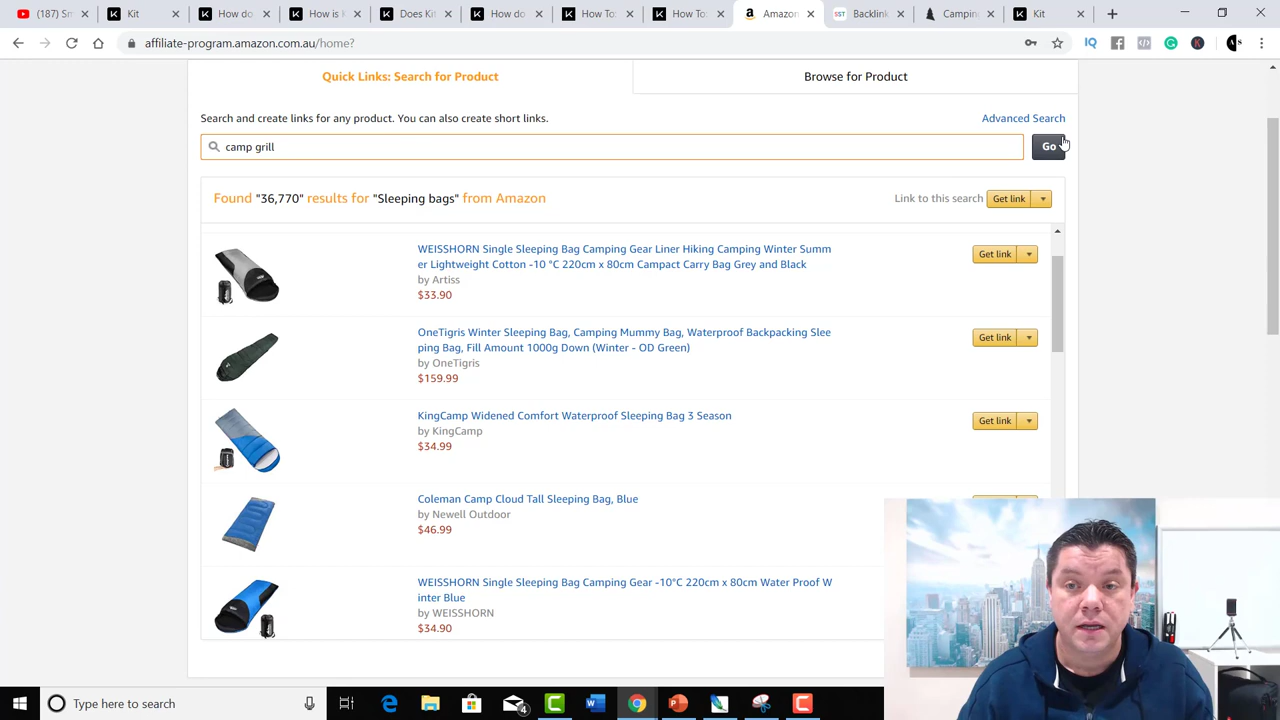 (187) Sm
Kit
How do
How is k
Does Kit
How do
How To:
How To:
Amazon
SST
Backlink
Camping
Kit
affiliate-program.amazon.com.au/home?
Quick Links: Search for Product
Browse for Product
Search and create links for any product. You can also create short links.
Advanced Search
camp grill
Go
Found "36,770" results for "Sleeping bags" from Amazon
Link to this search
Get link
WEISSHORN Single Sleeping Bag Camping Gear Liner Hiking Camping Winter Summ
er Lightweight Cotton -10 °C 220cm x 80cm Campact Carry Bag Grey and Black
by Artiss
$33.90
Get link
OneTigris Winter Sleeping Bag, Camping Mummy Bag, Waterproof Backpacking Slee
ping Bag, Fill Amount 1000g Down (Winter - OD Green)
by OneTigris
$159.99
Get link
KingCamp Widened Comfort Waterproof Sleeping Bag 3 Season
by KingCamp
$34.99
Get link
Coleman Camp Cloud Tall Sleeping Bag, Blue
by Newell Outdoor
$46.99
WEISSHORN Single Sleeping Bag Camping Gear -10°C 220cm x 80cm Water Proof W
inter Blue
by WEISSHORN
$34.90
Type here to search